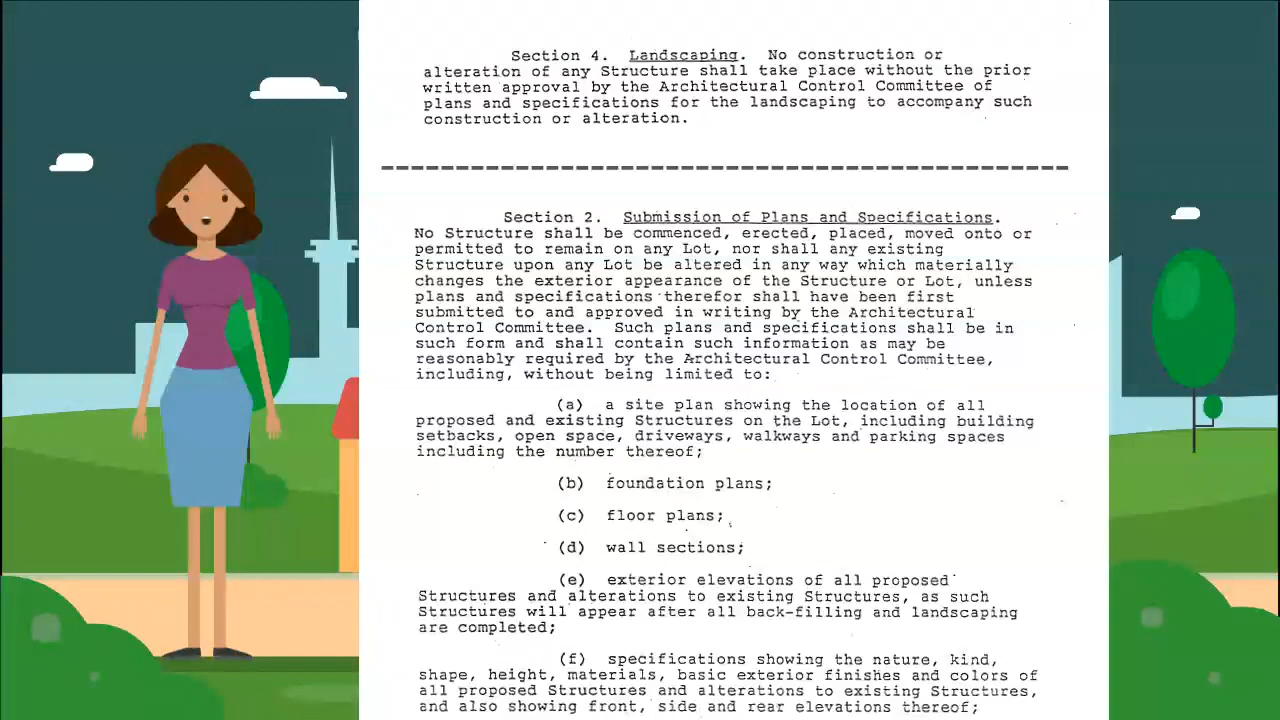 Section 4. Landscaping. No construction or
alteration of any Structure shall take place without the prior
written approval by the Architectural Control Committee of
plans and specifications for the landscaping to accompany such
construction or alteration.
Section 2. Submission of Plans and Specifications.
No Structure shall be commenced, erected, placed, moved onto or
permitted to remain on any Lot, nor shall any existing
Structure upon any Lot be altered in any way which materially
changes the exterior appearance of the Structure or Lot, unless
plans and specifications therefor shall have been first
submitted to and approved in writing by the Architectural
Control Committee. Such plans and specifications shall be in
such form and shall contain such information as may be
reasonably required by the Architectural Control Committee,
including, without being limited to:
(a) a site plan showing the location of all
proposed and existing Structures on the Lot, including building
setbacks, open space, driveways, walkways and parking spaces
including the number thereof;
(b) foundation plans;
(c) floor plans;
(d) wall sections;
(e) exterior elevations of all proposed
Structures and alterations to existing Structures, as such
Structures will appear after all back-filling and landscaping
are completed;
(f) specifications showing the nature, kind,
shape, height, materials, basic exterior finishes and colors of
all proposed Structures and alterations to existing Structures,
and also showing front, side and rear elevations thereof;